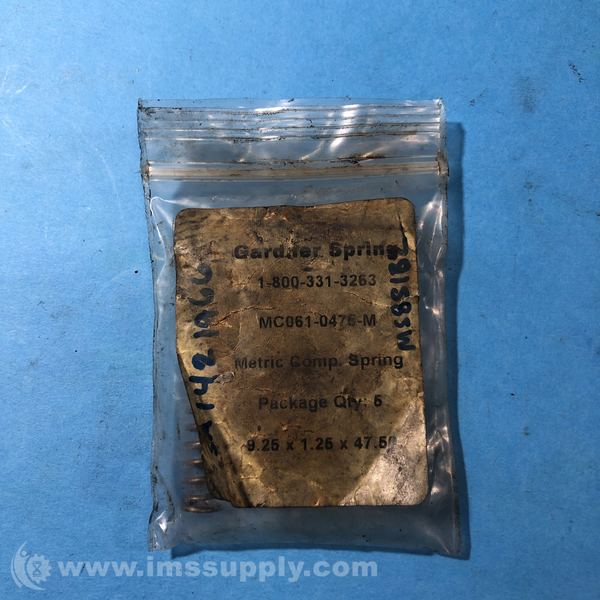 Gardner Spring
1-800-331-3263
MC061-0475-M
Metric Comp. Spring
Package Qty: 5
9.25 x 1.25 x 47.50
1421966
www.imssupply.com